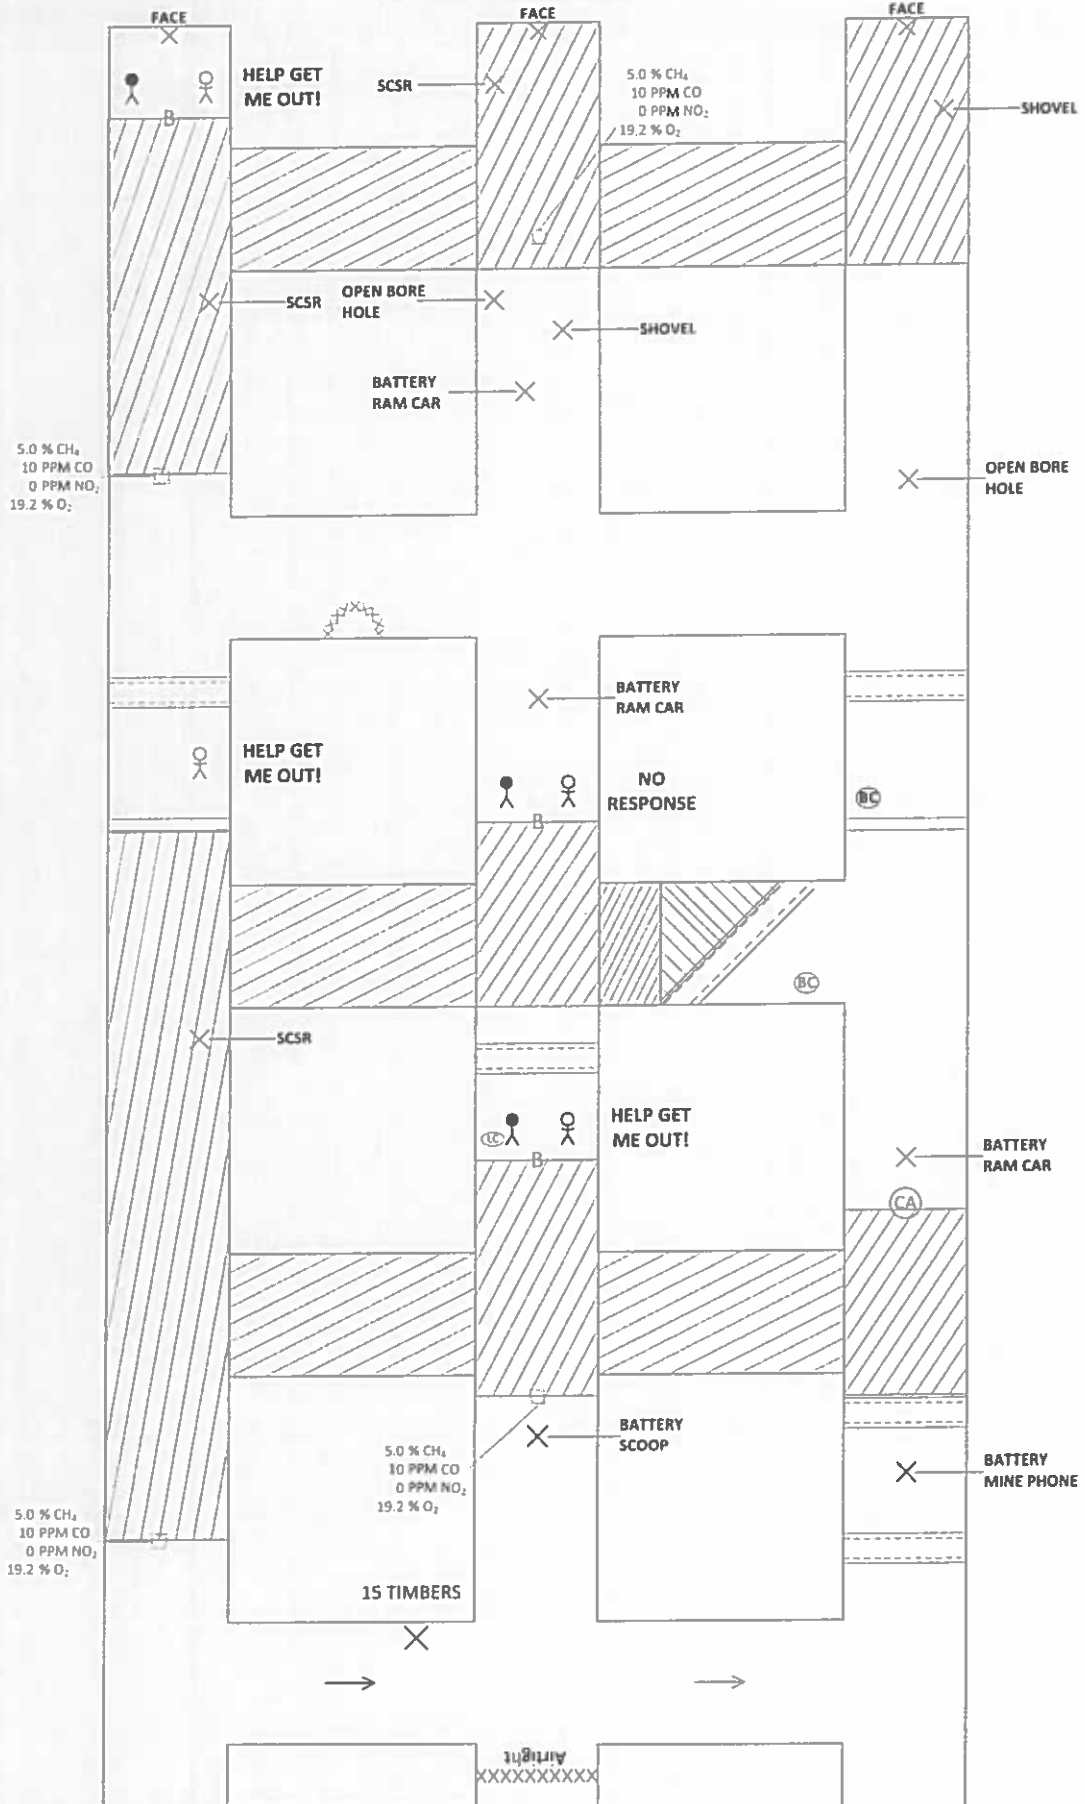 FACE
FACE
FACE
HELP GET
ME OUT!
SCSR
5.0 % CH₄
10 PPM CO
0 PPM NO₂
19.2 % O₂
SHOVEL
B
SCSR
OPEN BORE
HOLE
SHOVEL
BATTERY
RAM CAR
5.0 % CH₄
10 PPM CO
0 PPM NO₂
19.2 % O₂
OPEN BORE
HOLE
BATTERY
RAM CAR
HELP GET
ME OUT!
NO
RESPONSE
BC
B
BC
SCSR
HELP GET
ME OUT!
B
BATTERY
RAM CAR
CA
BATTERY
SCOOP
5.0 % CH₄
10 PPM CO
0 PPM NO₂
19.2 % O₂
BATTERY
MINE PHONE
5.0 % CH₄
10 PPM CO
0 PPM NO₂
19.2 % O₂
15 TIMBERS
Airtight
XXXXXXXXXX